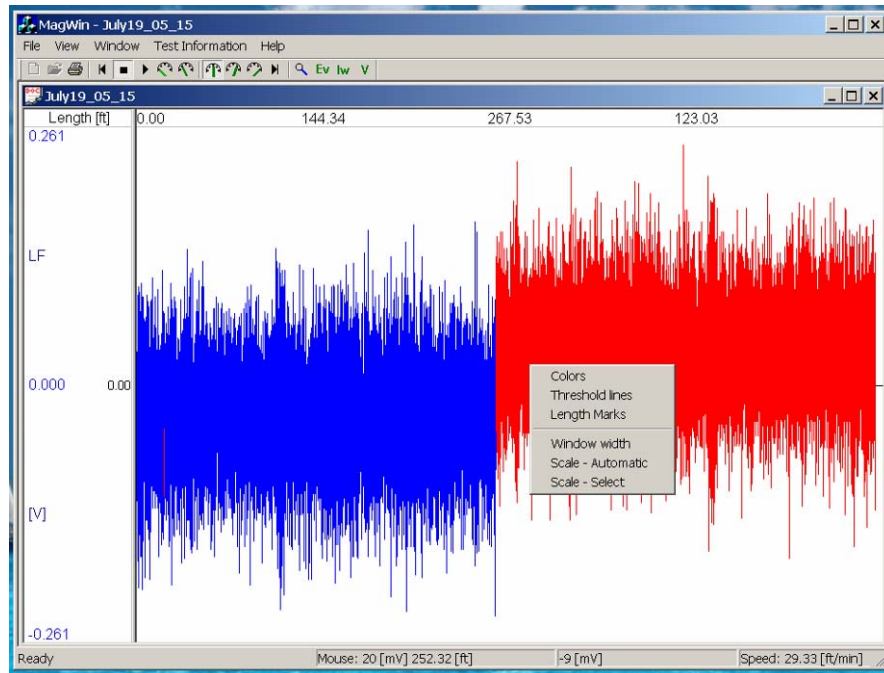 MagWin - July19_05_15
File View Window Test Information Help
Ev Iw V
July19_05_15
Length [ft] 0.00 144.34 267.53 123.03
0.261
LF
0.000 0.00
[V]
-0.261
Colors
Threshold lines
Length Marks
Window width
Scale - Automatic
Scale - Select
Ready Mouse: 20 [mV] 252.32 [ft] -9 [mV] Speed: 29.33 [ft/min]